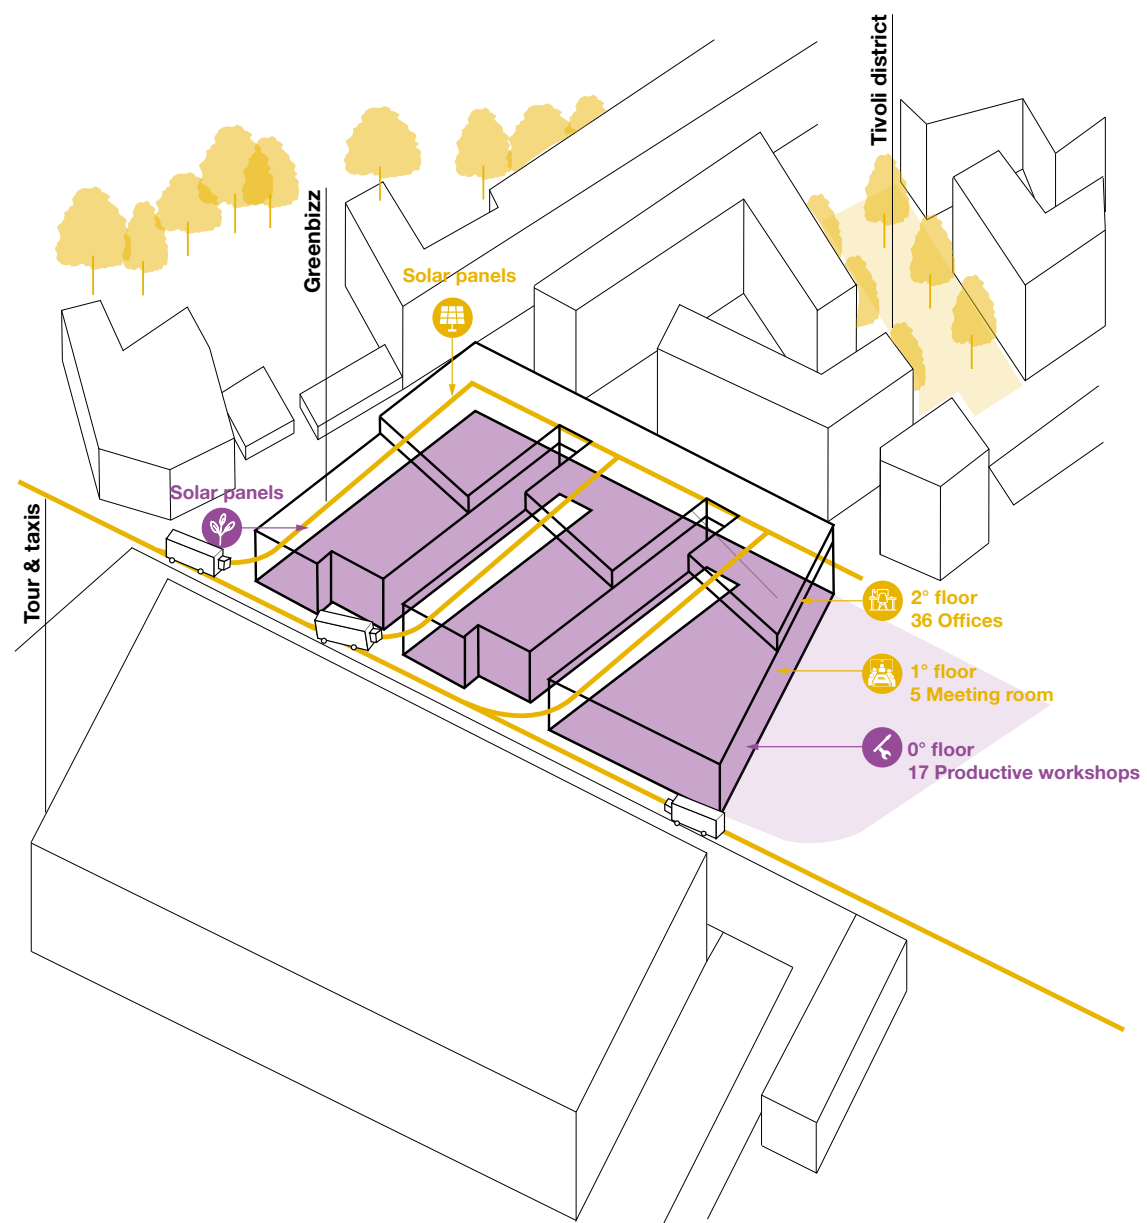 Tivoli district
Greenbizz
Solar panels
Solar panels
Tour & taxis
2° floor
36 Offices
1° floor
5 Meeting room
0° floor
17 Productive workshops